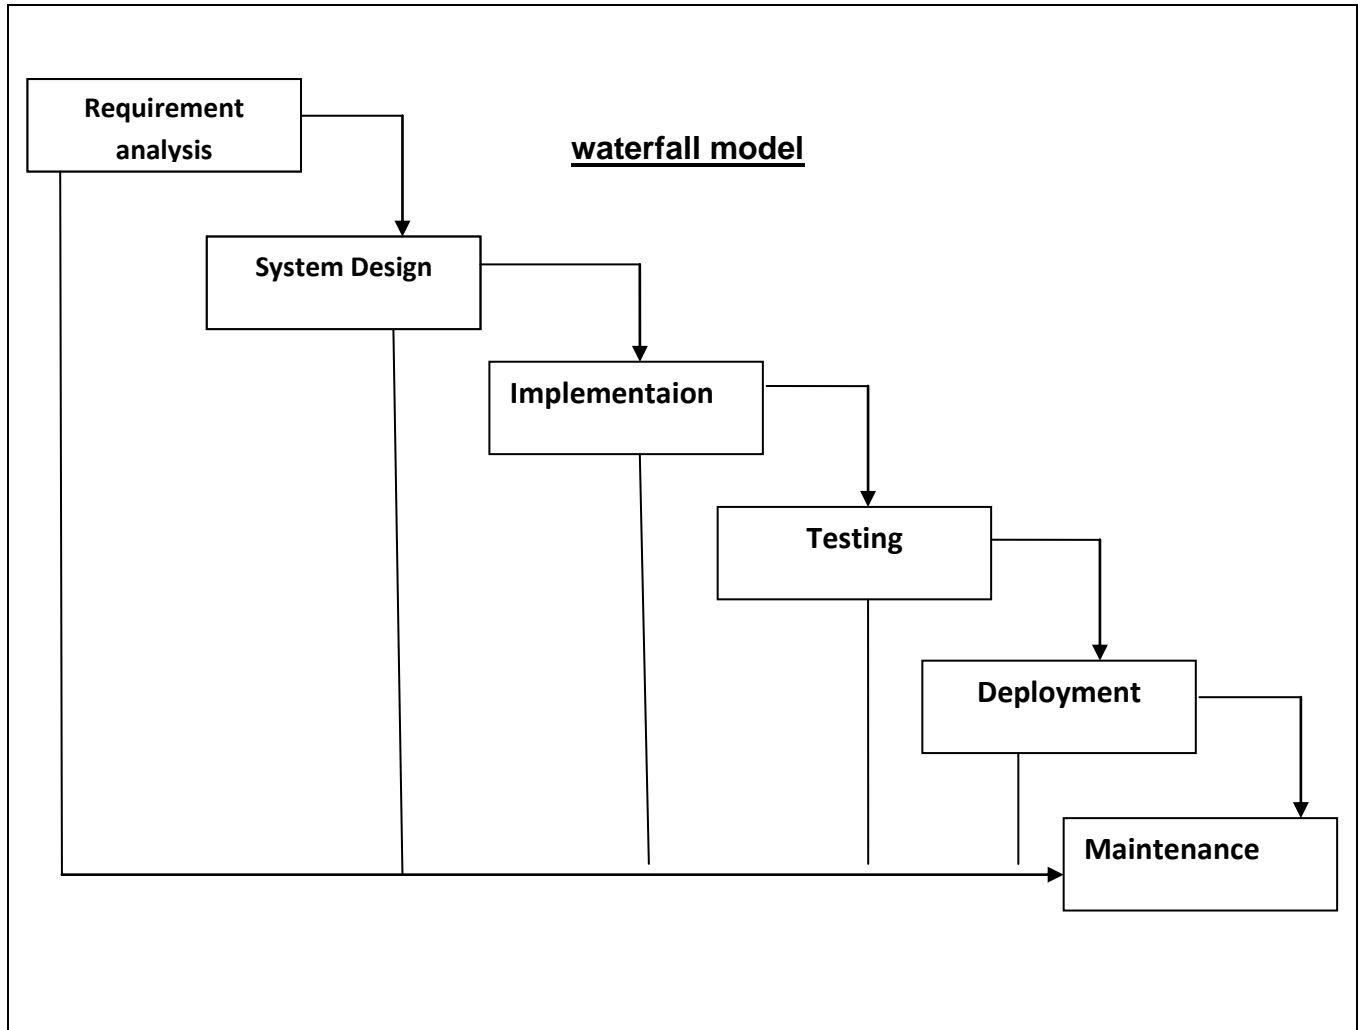 Requirement
analysis
waterfall model
System Design
Implementaion
Testing
Deployment
Maintenance